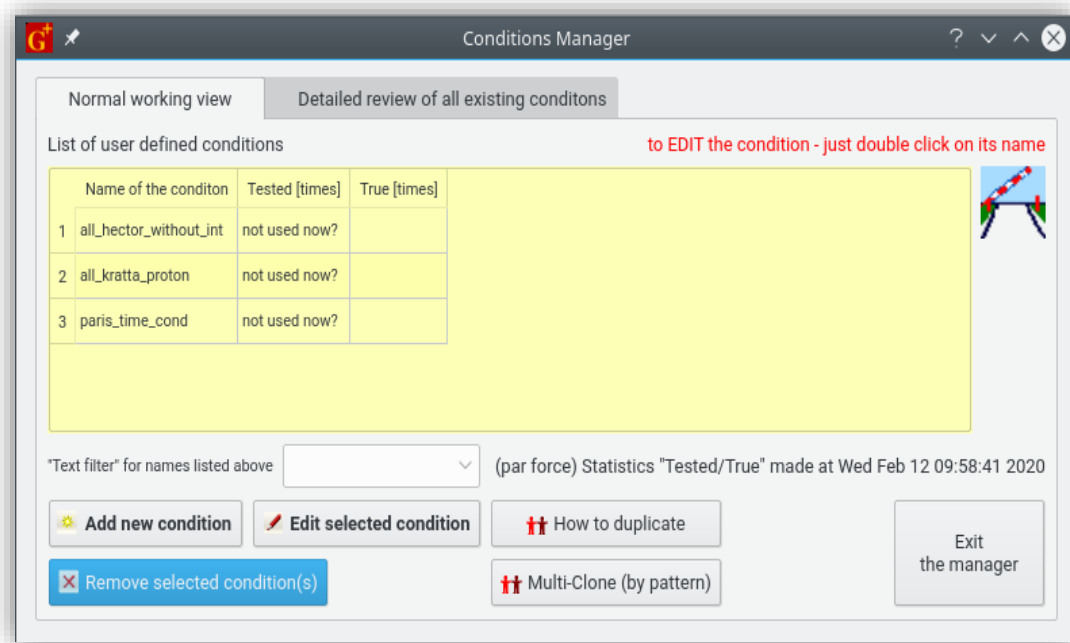 G+
Conditions Manager
Normal working view
Detailed review of all existing conditons
List of user defined conditions
to EDIT the condition - just double click on its name
Name of the conditon Tested [times] True [times]
1 all_hector_without_int not used now?
2 all_kratta_proton not used now?
3 paris_time_cond not used now?
"Text filter" for names listed above
(par force) Statistics "Tested/True" made at Wed Feb 12 09:58:41 2020
Add new condition
Edit selected condition
How to duplicate
Exit
the manager
Remove selected condition(s)
Multi-Clone (by pattern)